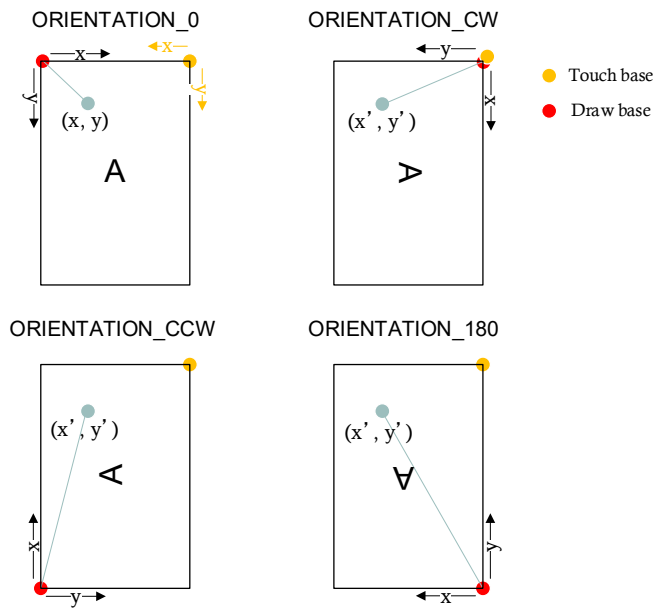 ORIENTATION_0
x
x
y
y
(x, y)
A
ORIENTATION_CW
y
x
(x’, y’)
A
Touch base
Draw base
ORIENTATION_CCW
(x’, y’)
A
x
y
ORIENTATION_180
(x’, y’)
A
y
x